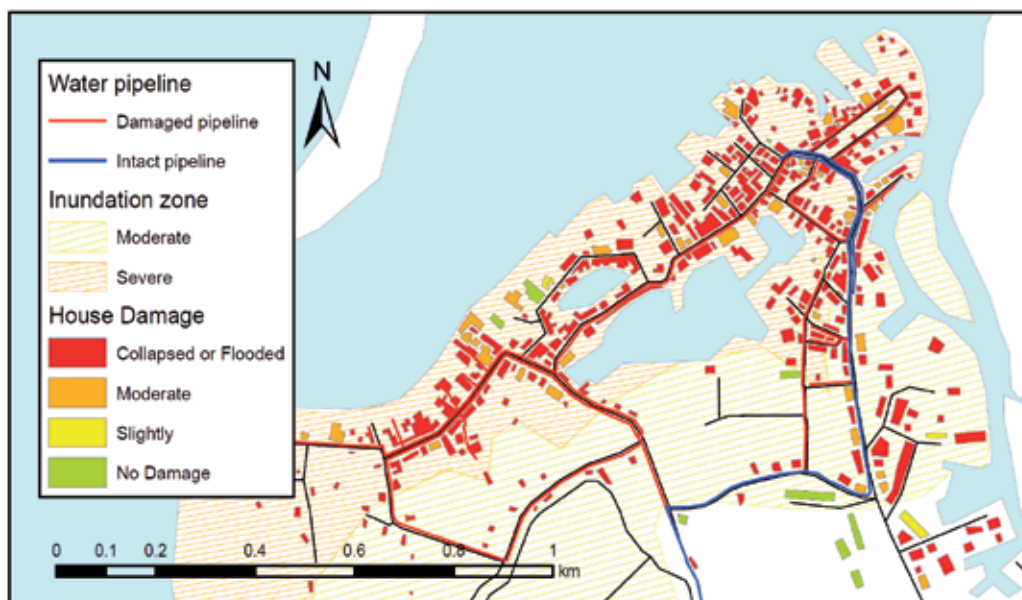 Water pipeline
Damaged pipeline
Intact pipeline
Inundation zone
Moderate
Severe
House Damage
Collapsed or Flooded
Moderate
Slightly
No Damage
N
0 0.1 0.2 0.4 0.6 0.8 1
km